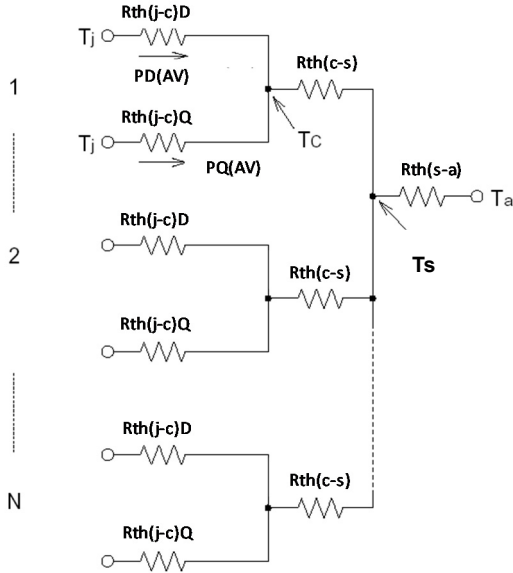 Rth(j-c)D
Tj
PD(AV)
Rth(c-s)
1
Rth(j-c)Q
Tj
TC
PQ(AV)
Rth(s-a)
Ta
Rth(j-c)D
2
Ts
Rth(c-s)
Rth(j-c)Q
Rth(j-c)D
Rth(c-s)
N
Rth(j-c)Q